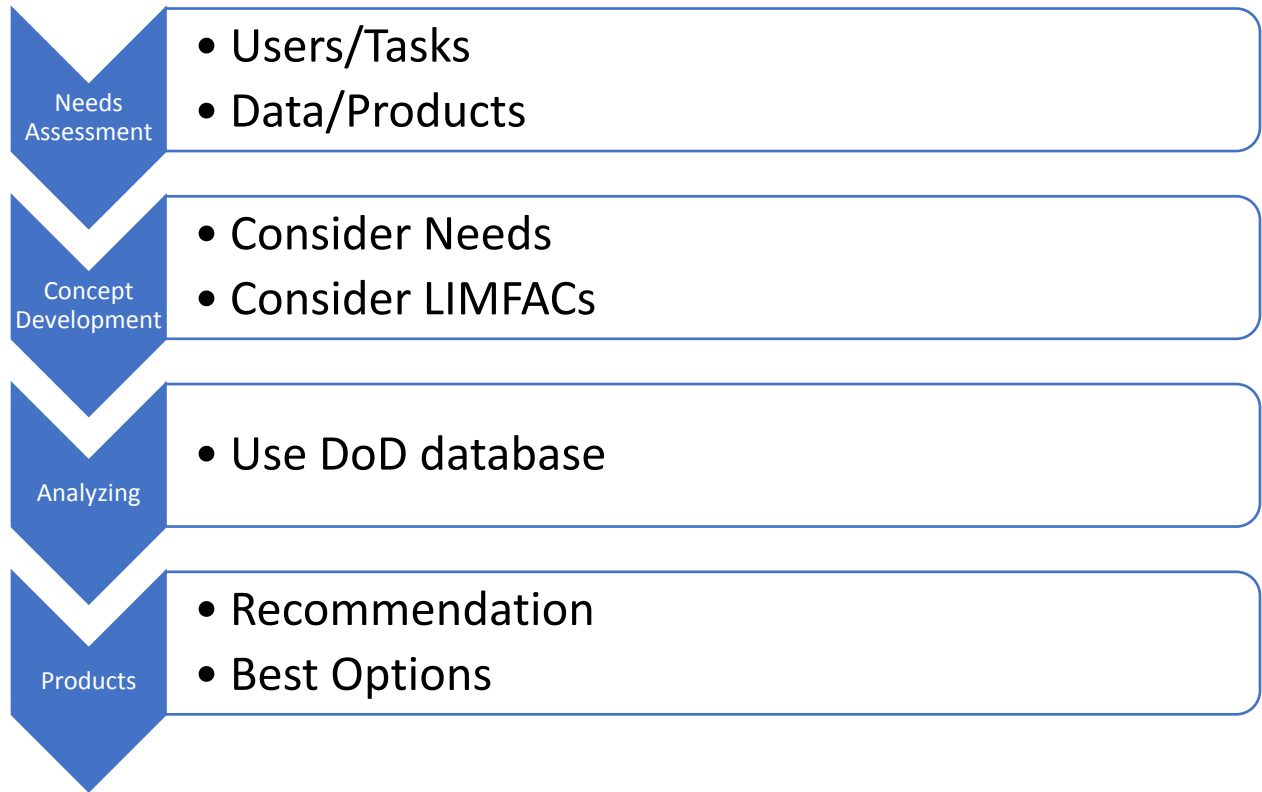 Needs
Assessment
• Users/Tasks
• Data/Products
Concept
Development
• Consider Needs
• Consider LIMFACs
Analyzing
• Use DoD database
Products
• Recommendation
• Best Options